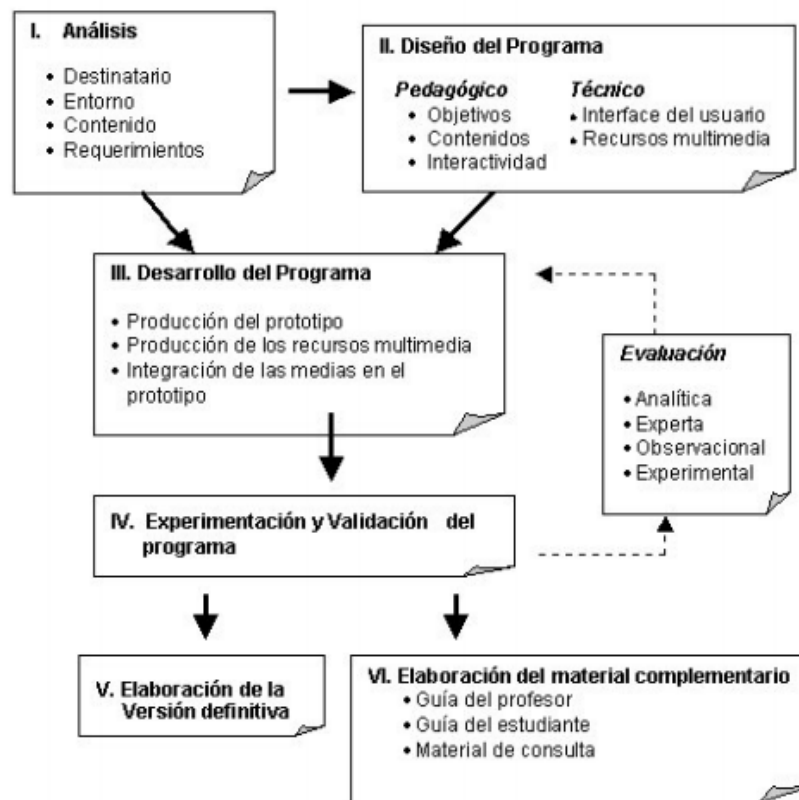 I. Análisis
• Destinatario
• Entorno
• Contenido
• Requerimientos
II. Diseño del Programa
Pedagógico
• Objetivos
• Contenidos
• Interactividad
Técnico
• Interface del usuario
• Recursos multimedia
III. Desarrollo del Programa
• Producción del prototipo
• Producción de los recursos multimedia
• Integración de las medias en el
prototipo
Evaluación
• Analítica
• Experta
• Observacional
• Experimental
IV. Experimentación y Validación del
programa
V. Elaboración de la
Versión definitiva
VI. Elaboración del material complementario
• Guía del profesor
• Guía del estudiante
• Material de consulta